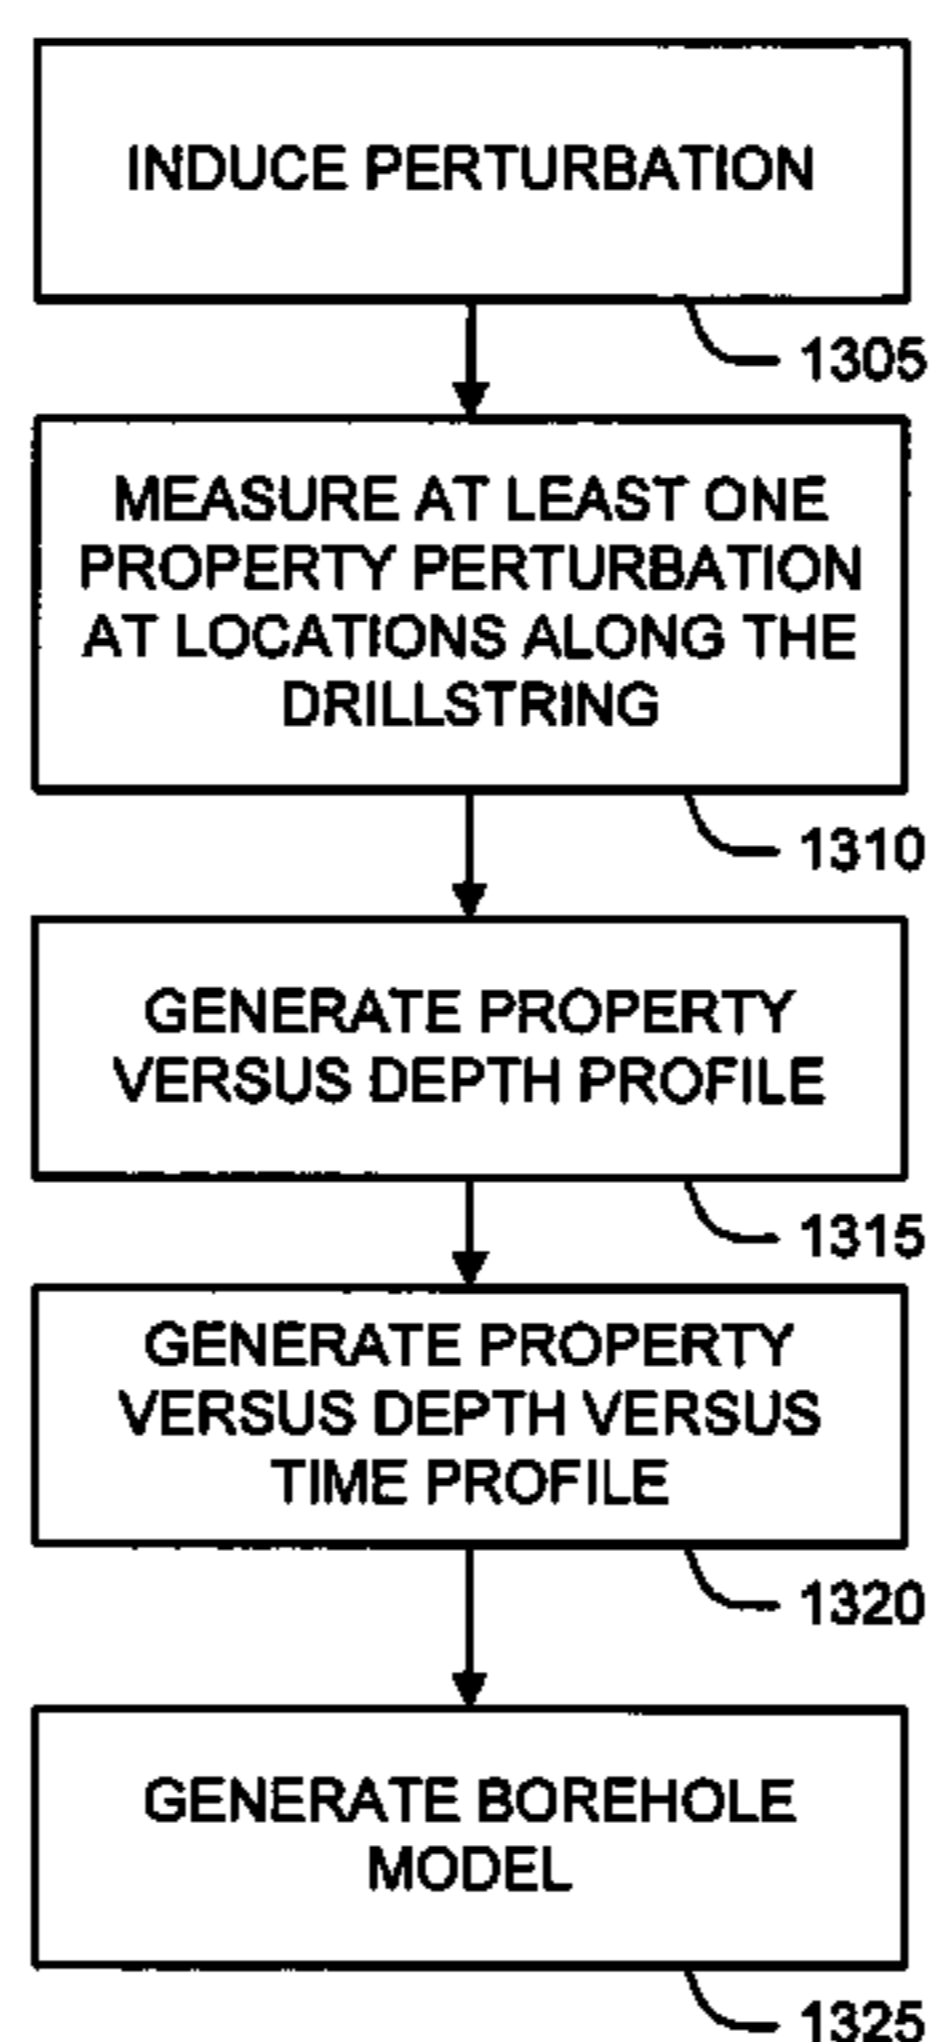 INDUCE PERTURBATION
1305
MEASURE AT LEAST ONE
PROPERTY PERTURBATION
AT LOCATIONS ALONG THE
DRILLSTRING
1310
GENERATE PROPERTY
VERSUS DEPTH PROFILE
1315
GENERATE PROPERTY
VERSUS DEPTH VERSUS
TIME PROFILE
1320
GENERATE BOREHOLE
MODEL
1325